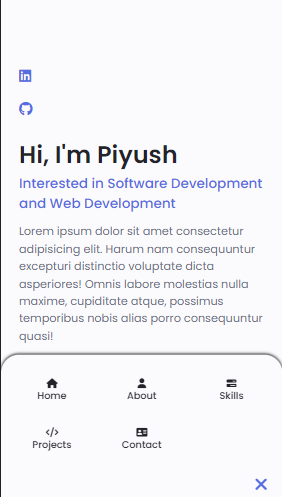 Hi, I'm Piyush
Interested in Software Development
and Web Development
Lorem ipsum dolor sit amet consectetur
adipisicing elit. Harum nam consequuntur
excepturi distinctio voluptate dicta
asperiores! Omnis labore molestias nulla
maxime, cupiditate atque, possimus
temporibus nobis alias porro consequuntur
quasi!
Home About Skills
Projects Contact